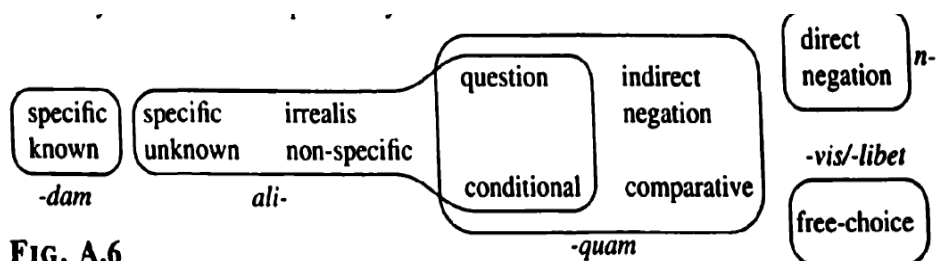 direct
negation n-
question indirect
negation
specific specific irrealis
known unknown non-specific
-vis/-libet
-dam ali- conditional comparative
free-choice
-quam
FIG. A.6